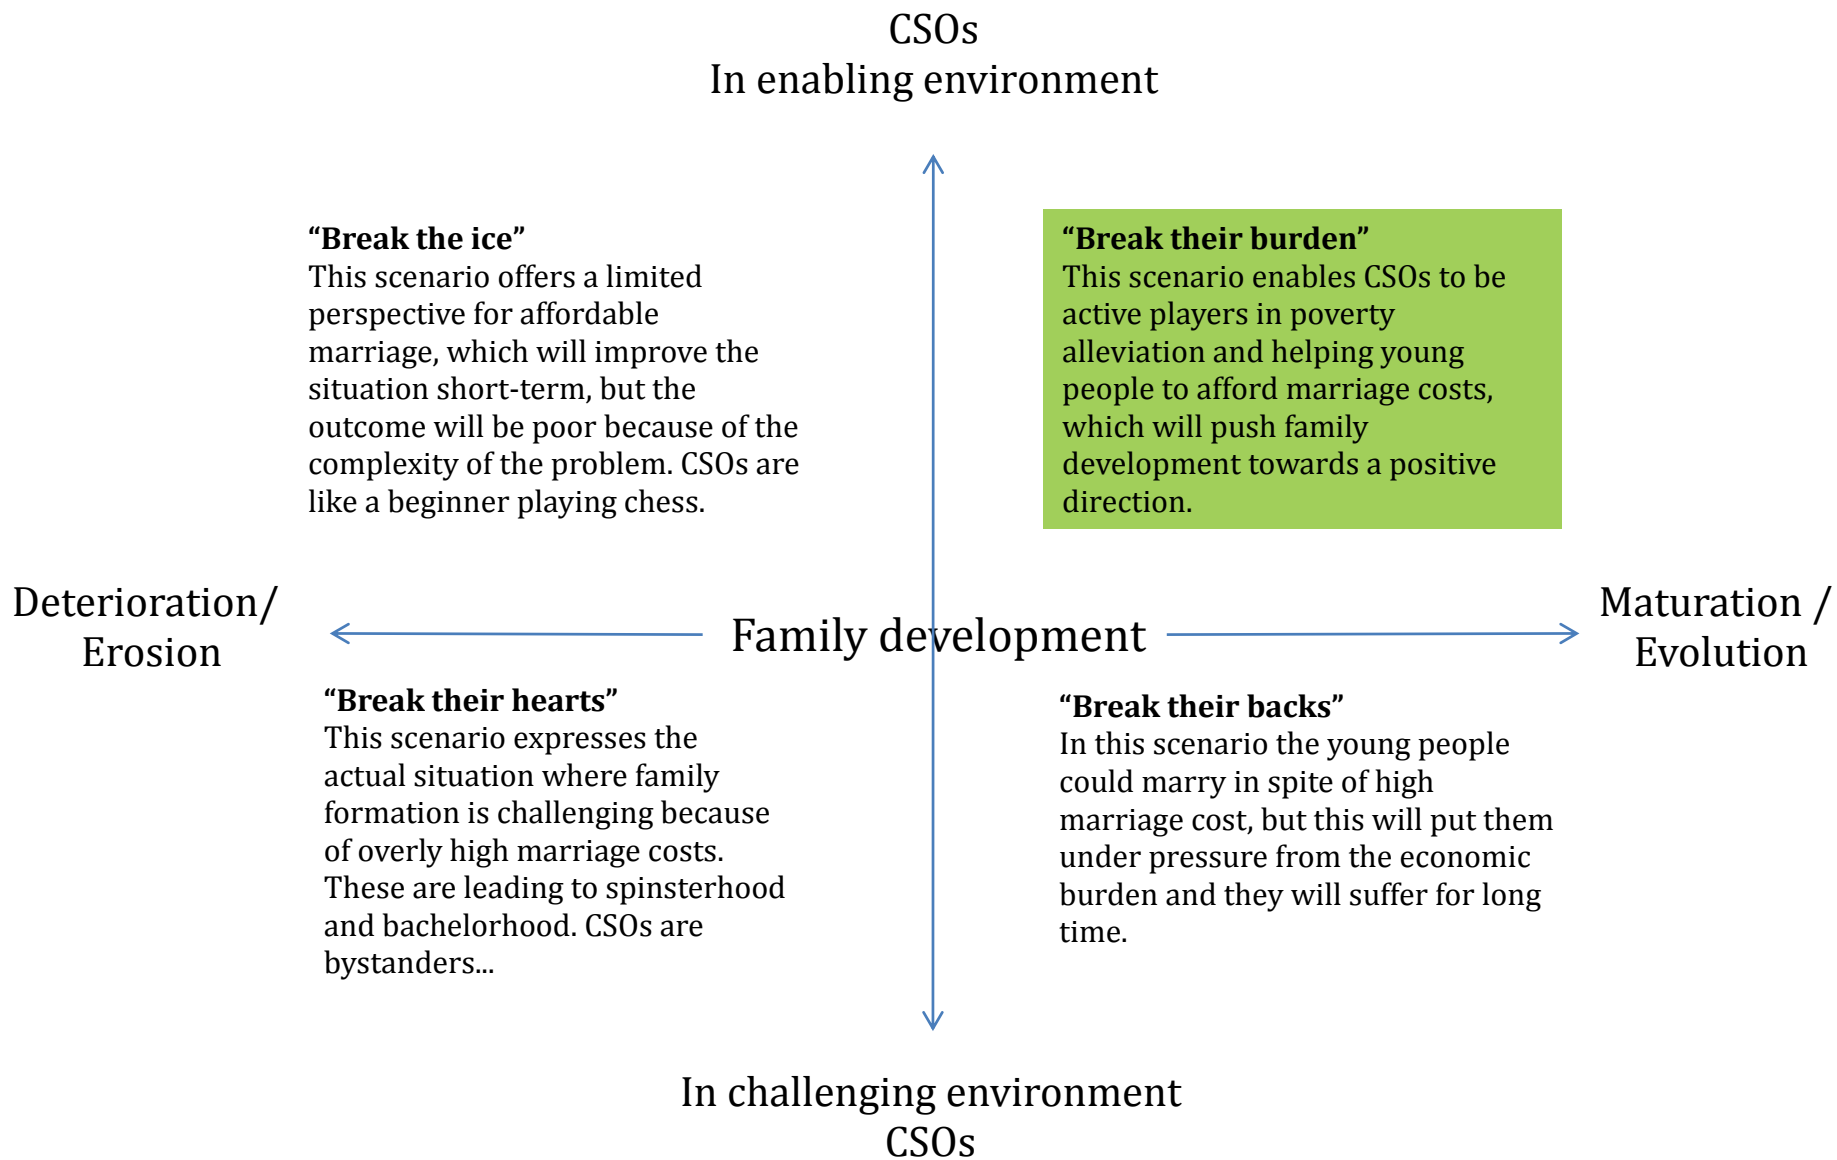 CSOs
In enabling environment
“Break the ice”
This scenario offers a limited
perspective for affordable
marriage, which will improve the
situation short-term, but the
outcome will be poor because of the
complexity of the problem. CSOs are
like a beginner playing chess.
“Break their burden”
This scenario enables CSOs to be
active players in poverty
alleviation and helping young
people to afford marriage costs,
which will push family
development towards a positive
direction.
Deterioration/
Erosion
Family development
Maturation /
Evolution
“Break their hearts”
This scenario expresses the
actual situation where family
formation is challenging because
of overly high marriage costs.
These are leading to spinsterhood
and bachelorhood. CSOs are
bystanders...
“Break their backs”
In this scenario the young people
could marry in spite of high
marriage cost, but this will put them
under pressure from the economic
burden and they will suffer for long
time.
In challenging environment
CSOs